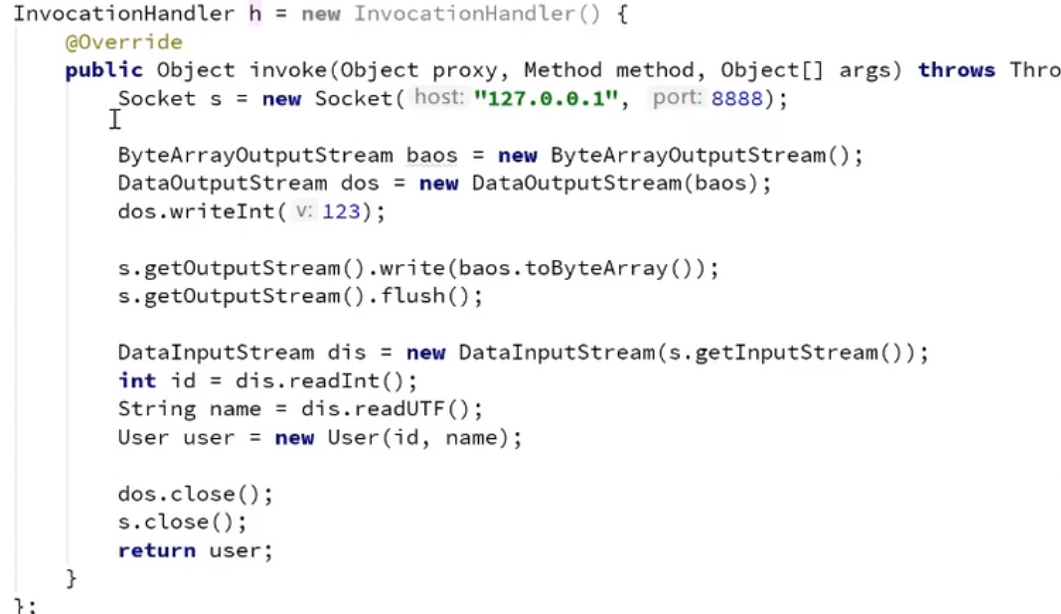 InvocationHandler h = new InvocationHandler() {
@Override
public Object invoke(Object proxy, Method method, Object[] args) throws Thro
Socket s = new Socket( host: "127.0.0.1", port: 8888);
ByteArrayOutputStream baos = new ByteArrayOutputStream();
DataOutputStream dos = new DataOutputStream(baos);
dos.writeInt( v: 123);
s.getOutputStream().write(baos.toByteArray());
s.getOutputStream().flush();
DataInputStream dis = new DataInputStream(s.getInputStream());
int id = dis.readInt();
String name = dis.readUTF();
User user = new User(id, name);
dos.close();
s.close();
return user;
}
};